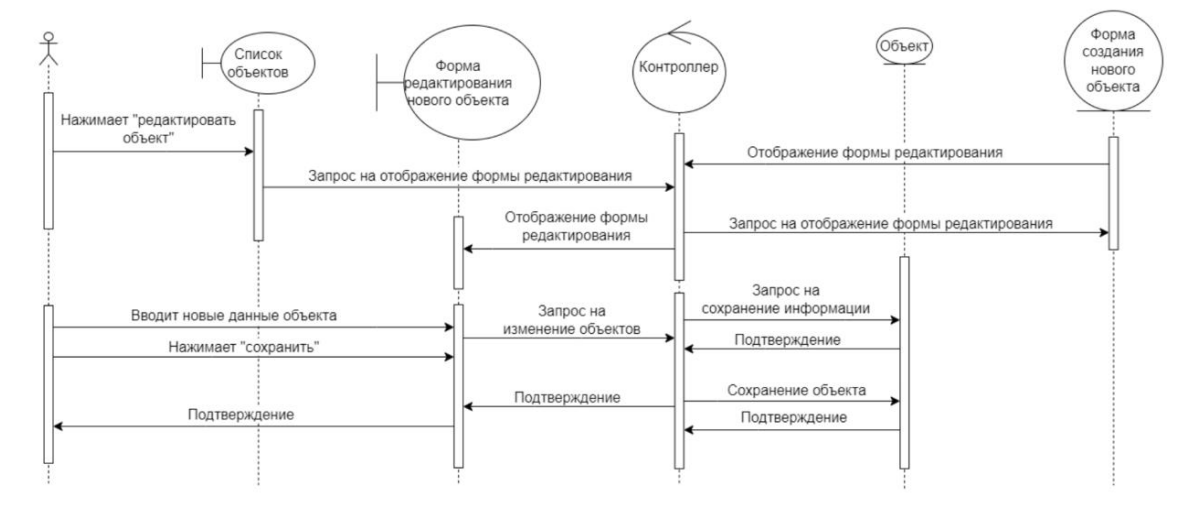 Список
объектов
Форма
редактирования
нового объекта
Контроллер
Объект
Форма
создания
нового
объекта
Нажимает "редактировать
объект"
Отображение формы редактирования
Запрос на отображение формы редактирования
Отображение формы
редактирования
Запрос на отображение формы редактирования
Запрос на
сохранение информации
Вводит новые данные объекта
Запрос на
изменение объектов
Подтверждение
Нажимает "сохранить"
Сохранение объекта
Подтверждение
Подтверждение
Подтверждение